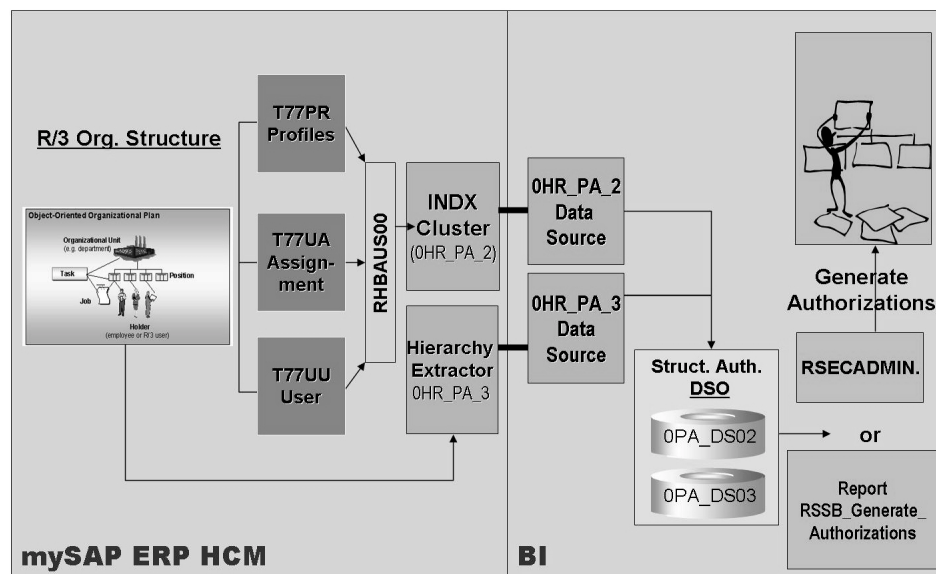 R/3 Org. Structure
Object-Oriented Organizational Plan
Organizational Unit
(e.g. department)
Task
Position
Job
Holder
(employee or R/3 user)
T77PR
Profiles
T77UA
Assign-
ment
T77UU
User
RHBAUS00
INDX
Cluster
(0HR_PA_2)
Hierarchy
Extractor
0HR_PA_3
0HR_PA_2
Data
Source
0HR_PA_3
Data
Source
Struct. Auth.
DSO
0PA_DS02
0PA_DS03
Generate
Authorizations
RSECADMIN.
or
Report
RSSB_Generate_
Authorizations
mySAP ERP HCM
BI